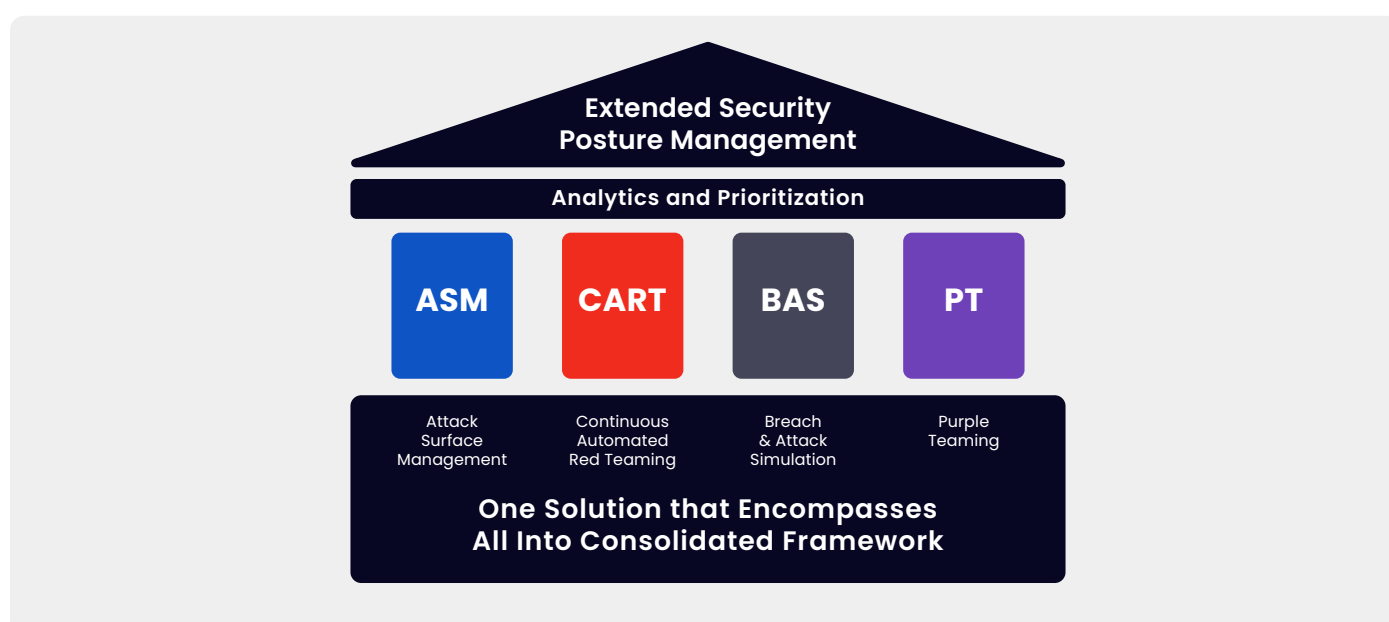 Extended Security
Posture Management
Analytics and Prioritization
ASM
CART
BAS
PT
Attack
Surface
Management
Continuous
Automated
Red Teaming
Breach
& Attack
Simulation
Purple
Teaming
One Solution that Encompasses
All Into Consolidated Framework